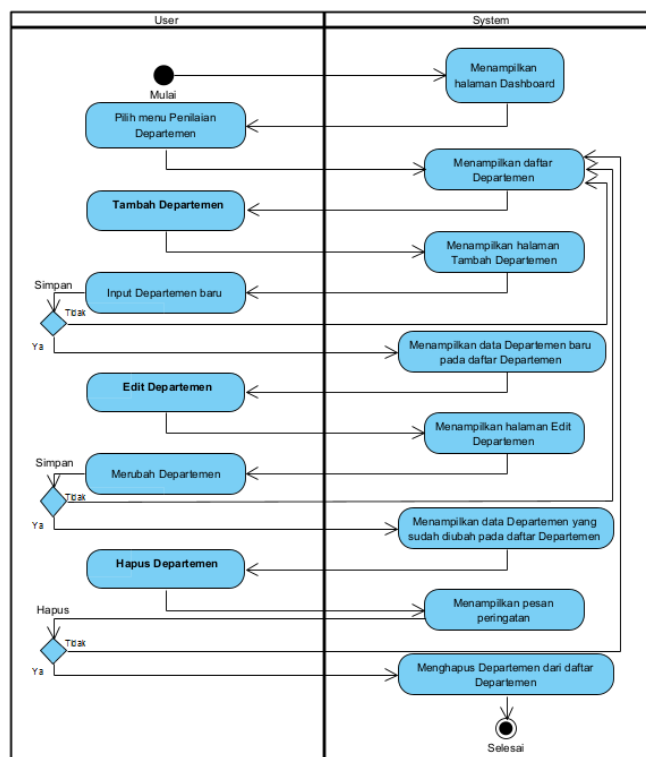 User
System
Mulai
Menampilkan
halaman Dashboard
Pilih menu Penilaian
Departemen
Menampilkan daftar
Departemen
Tambah Departemen
Menampilkan halaman
Tambah Departemen
Simpan
Input Departemen baru
Tidak
Ya
Menampilkan data Departemen baru
pada daftar Departemen
Edit Departemen
Menampilkan halaman Edit
Departemen
Simpan
Merubah Departemen
Tidak
Ya
Menampilkan data Departemen yang
sudah diubah pada daftar Departemen
Hapus Departemen
Menampilkan pesan
peringatan
Hapus
Tidak
Ya
Menghapus Departemen dari daftar
Departemen
Selesai